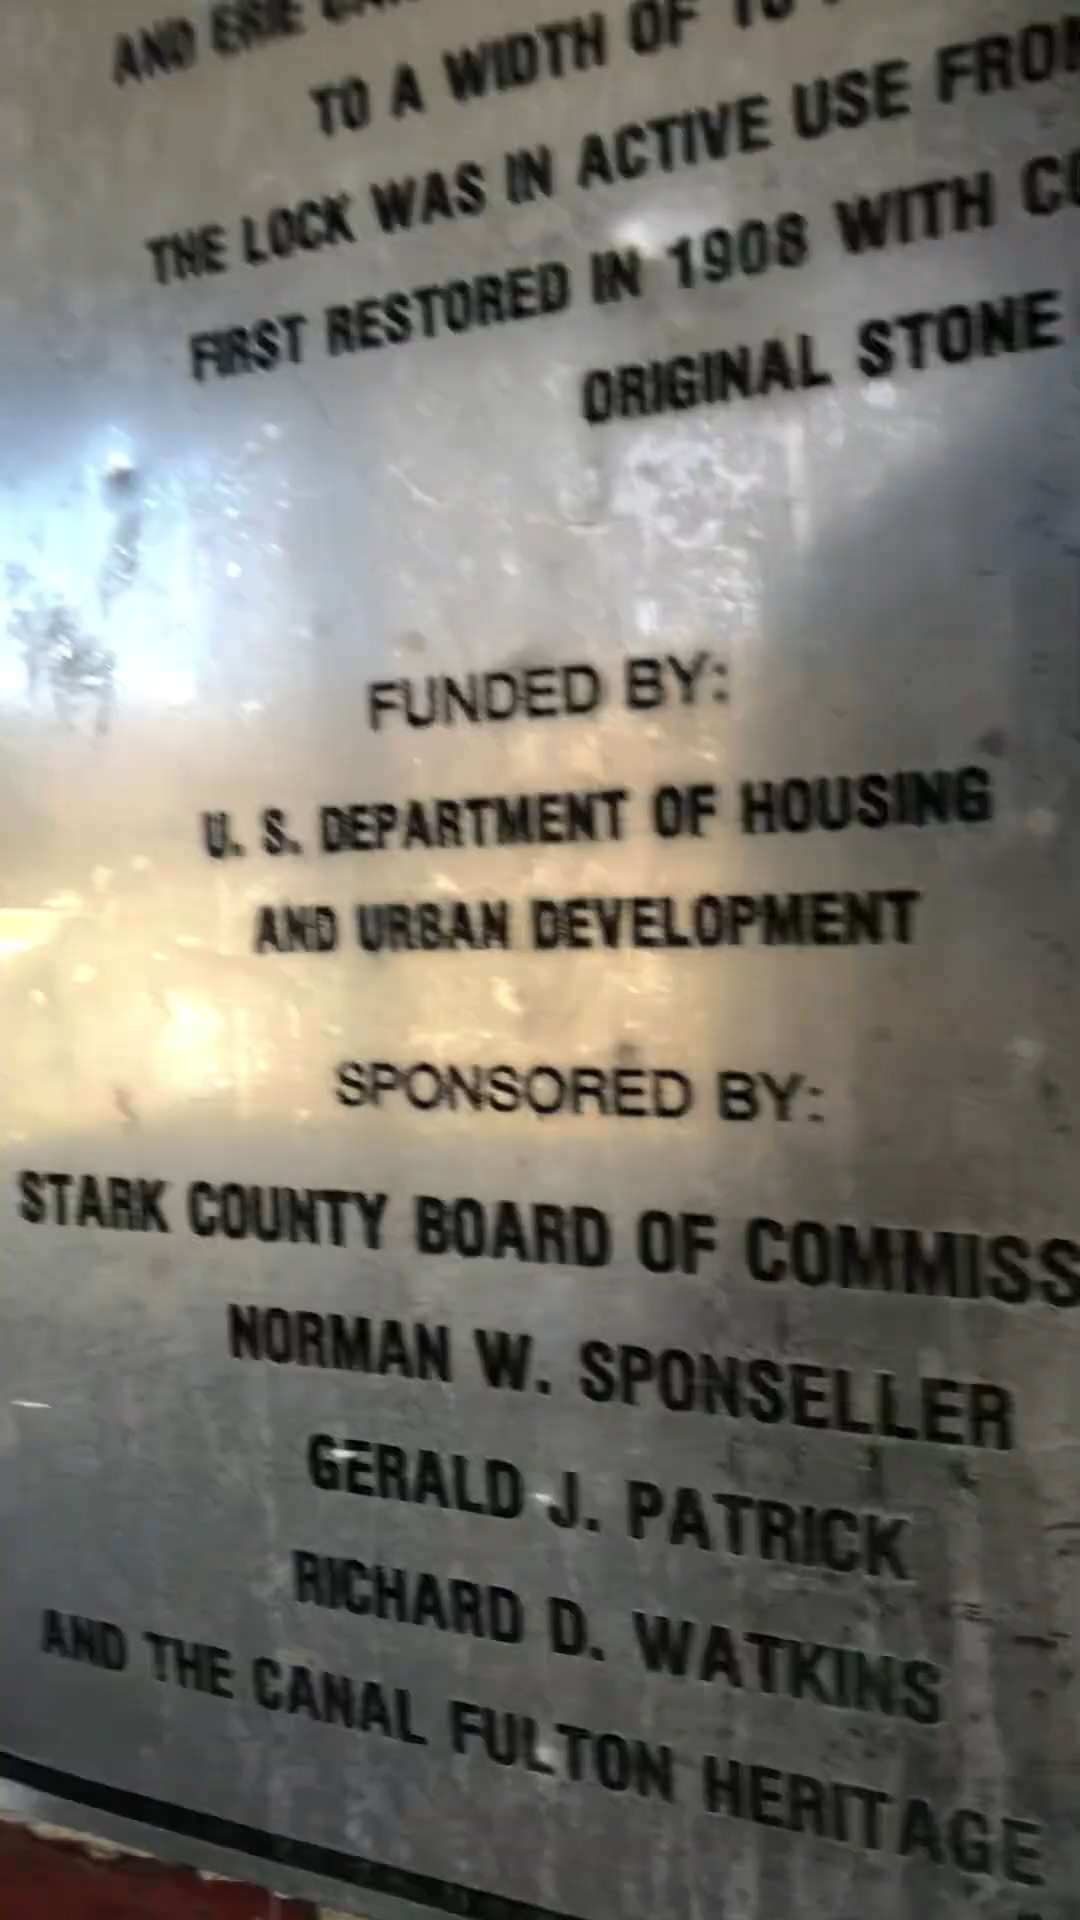 AND ERIE
TO A WIDTH OF
THE LOCK WAS IN ACTIVE USE FROM
FIRST RESTORED IN 1908 WITH
ORIGINAL STONE
FUNDED BY:
U. S. DEPARTMENT OF HOUSING
AND URBAN DEVELOPMENT
SPONSORED BY:
STARK COUNTY BOARD OF COMMISS
NORMAN W. SPONSELLER
GERALD J. PATRICK
RICHARD D. WATKINS
AND THE CANAL FULTON HERITAGE